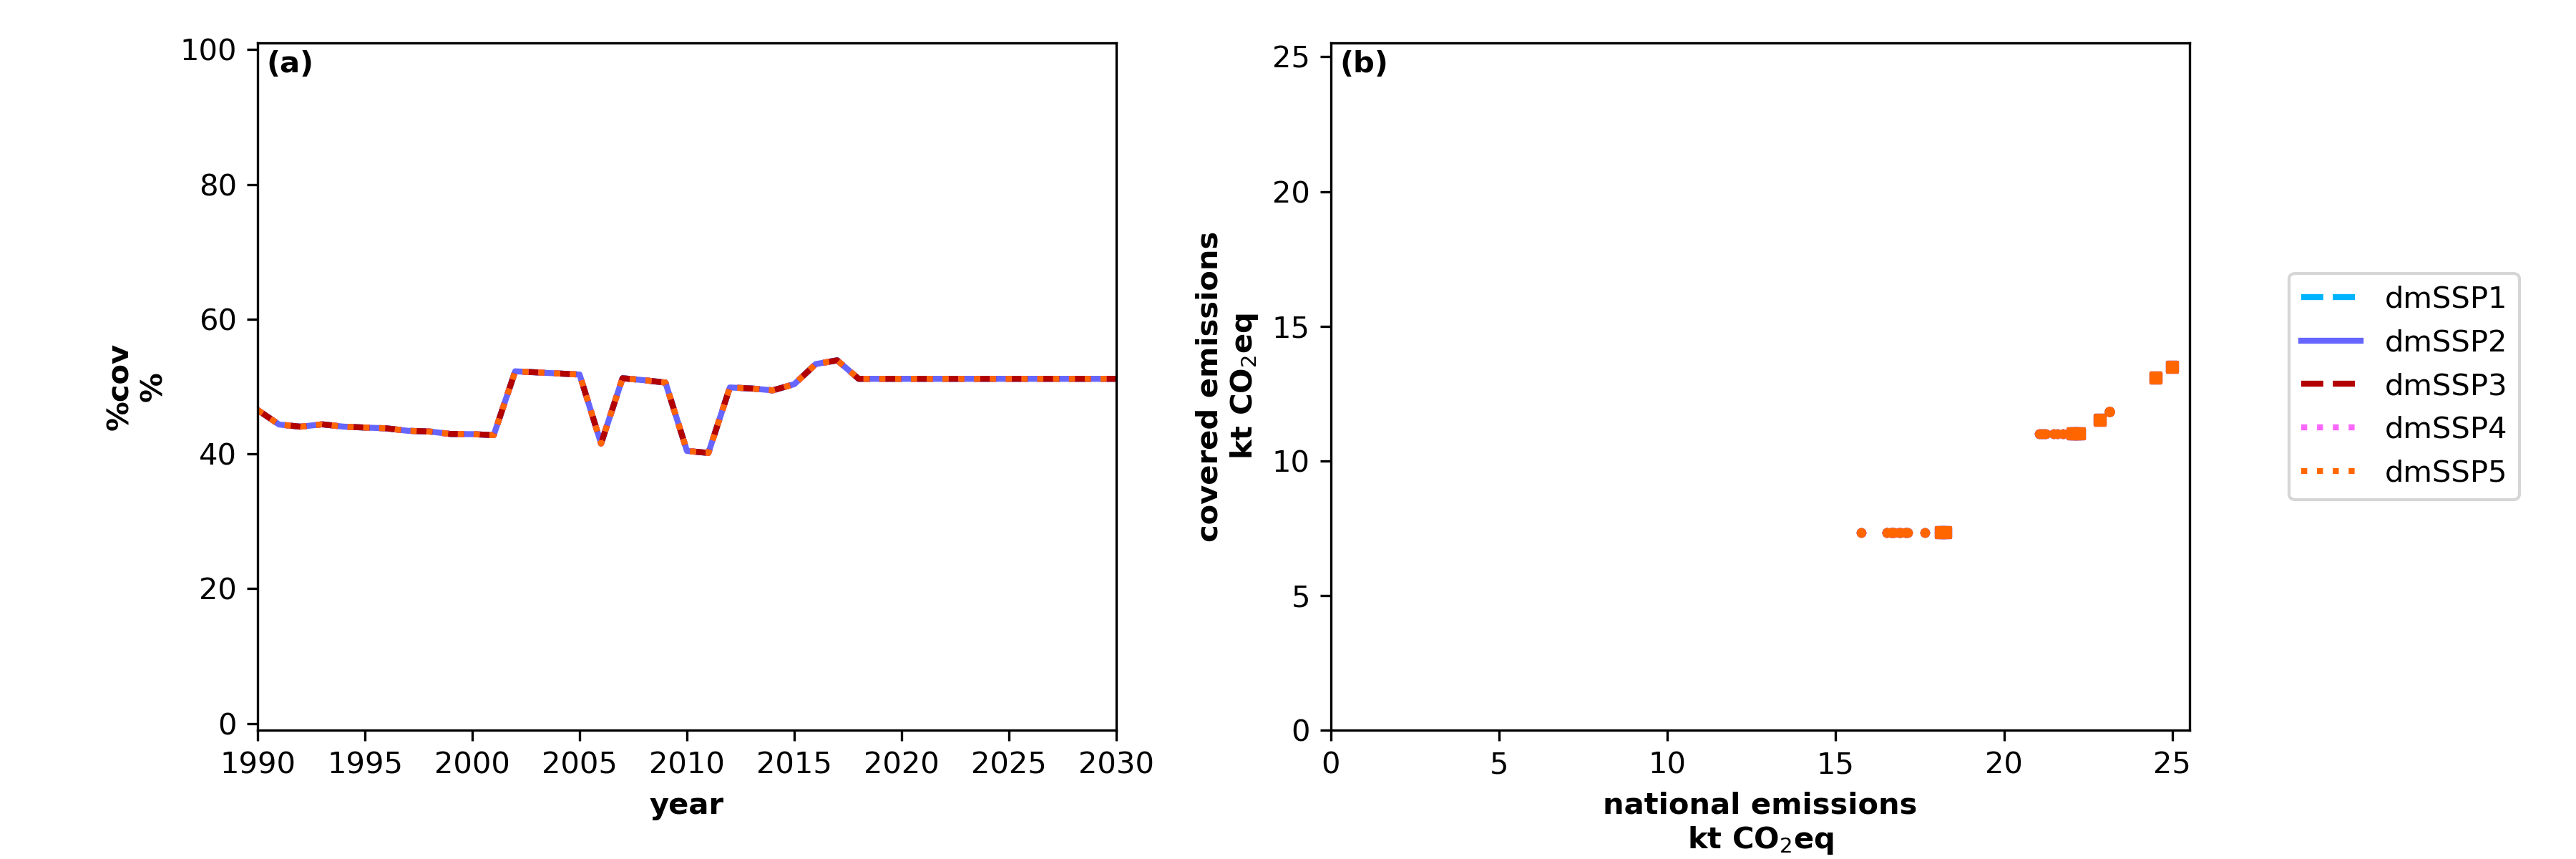 (a)
100
80
60
40
20
0
%cov
%
1990 1995 2000 2005 2010 2015 2020 2025 2030
year
(b)
25
20
15
10
5
0
covered emissions
kt CO₂eq
0 5 10 15 20 25
national emissions
kt CO₂eq
dmSSP1
dmSSP2
dmSSP3
dmSSP4
dmSSP5